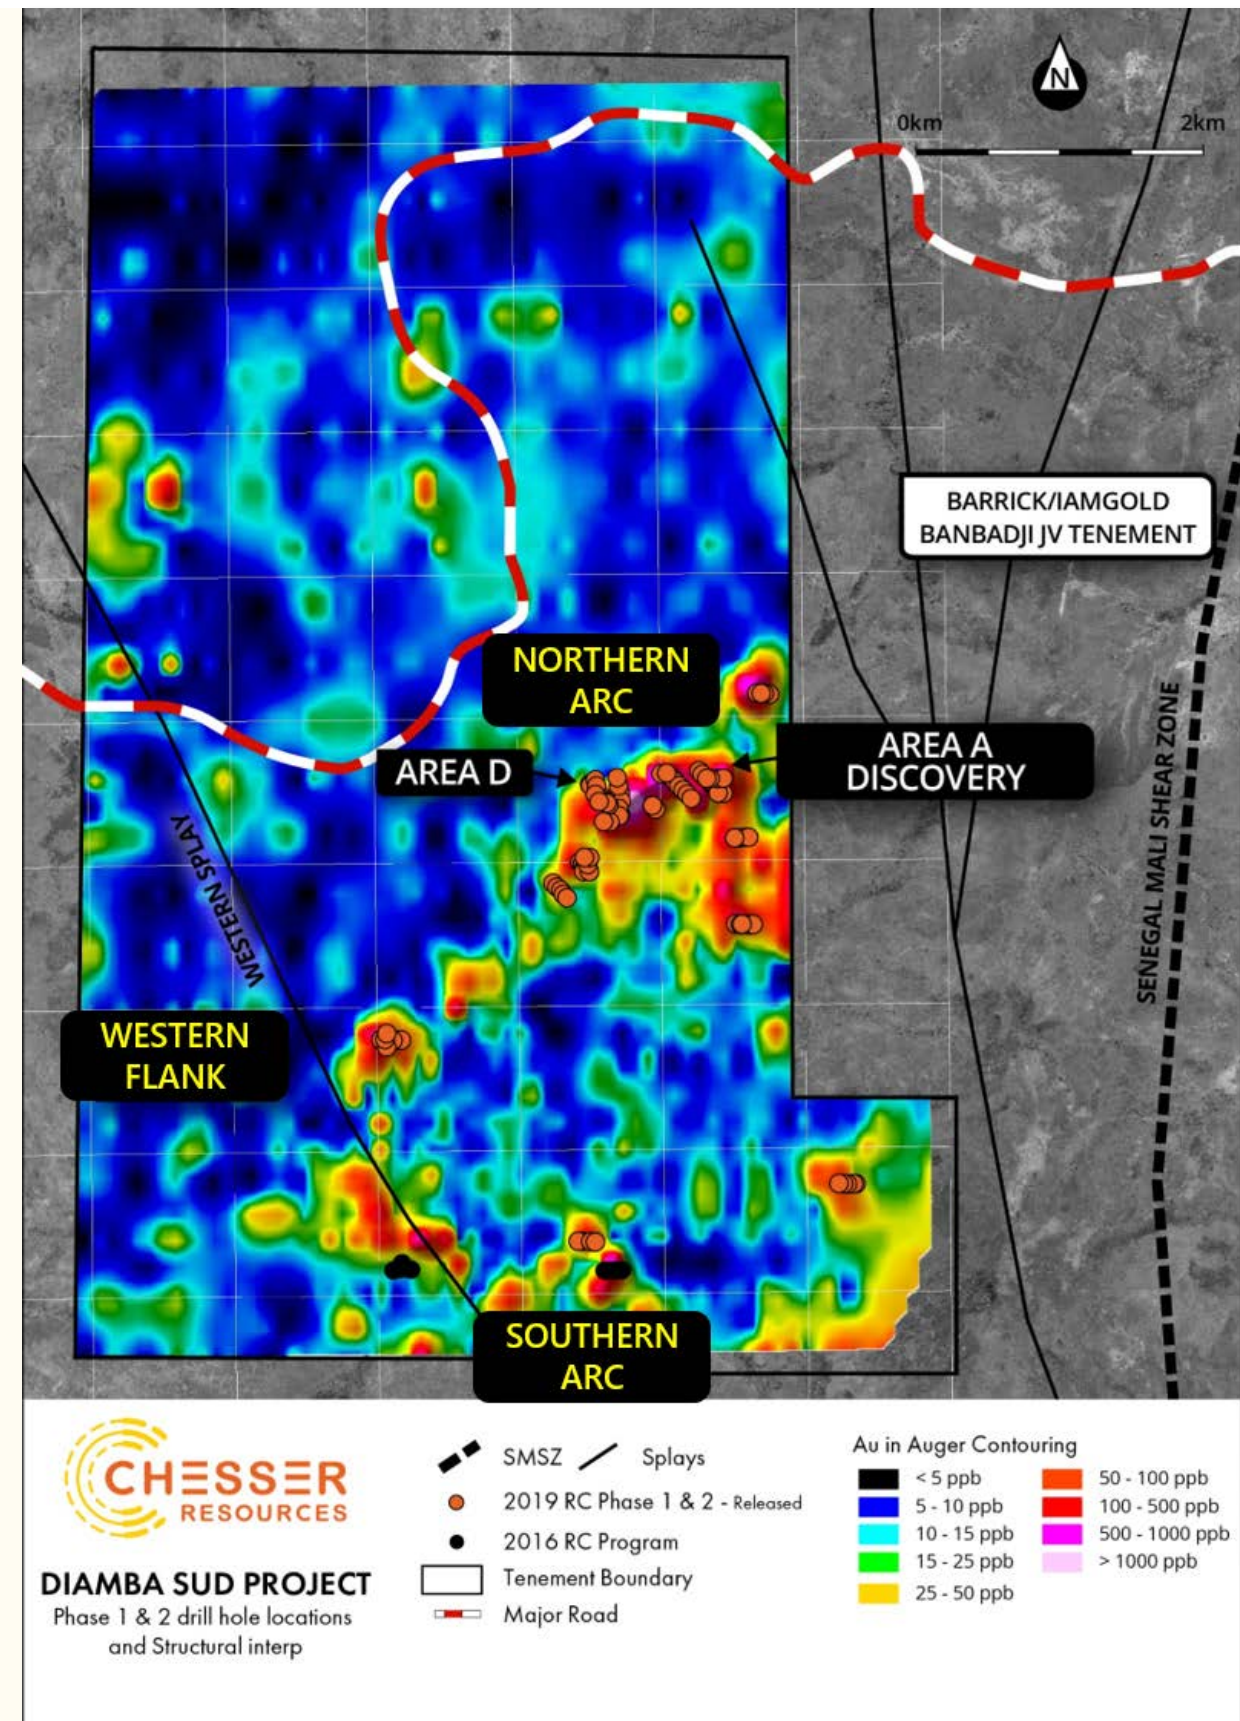 N
0km 2km
BARRICK/IAMGOLD
BANBADJI JV TENEMENT
NORTHERN
ARC
AREA D
AREA A
DISCOVERY
SENEGAL MALI SHEAR ZONE
WESTERN SPLAY
WESTERN
FLANK
SOUTHERN
ARC
CHESSER
RESOURCES
DIAMBA SUD PROJECT
Phase 1 & 2 drill hole locations
and Structural interp
SMSZ Splays
2019 RC Phase 1 & 2 - Released
2016 RC Program
Tenement Boundary
Major Road
Au in Auger Contouring
< 5 ppb 50 - 100 ppb
5 - 10 ppb 100 - 500 ppb
10 - 15 ppb 500 - 1000 ppb
15 - 25 ppb > 1000 ppb
25 - 50 ppb